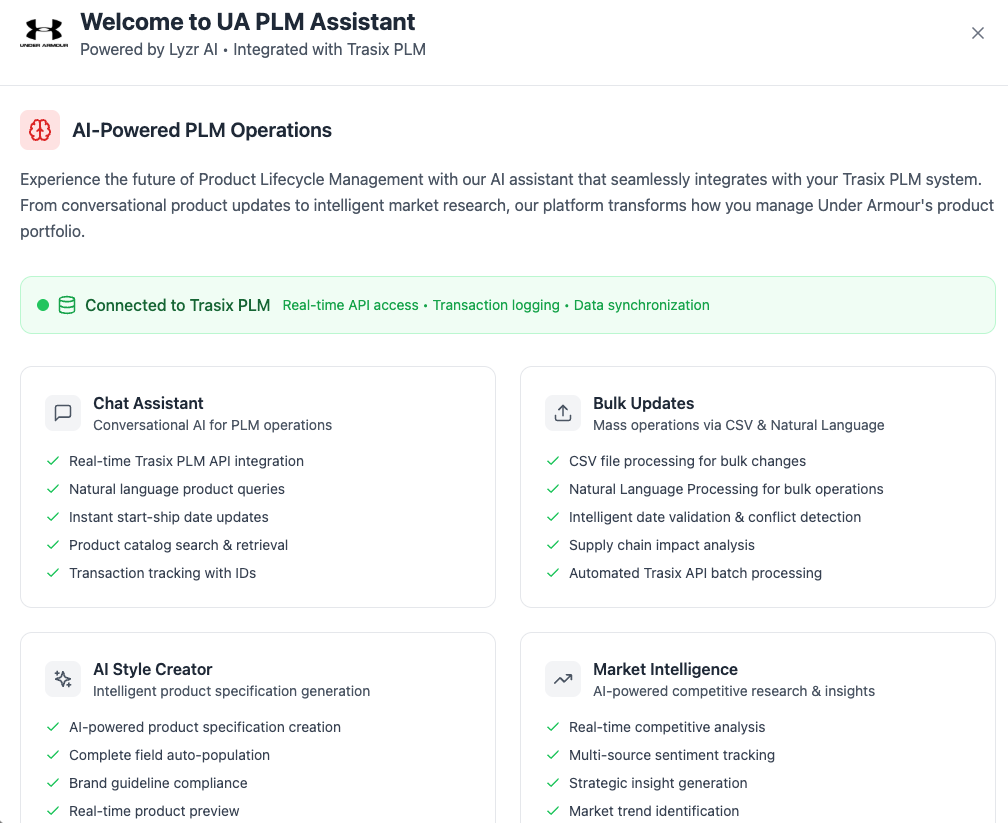 Welcome to UA PLM Assistant
UNDER ARMOUR
Powered by Lyzr AI • Integrated with Trasix PLM
AI-Powered PLM Operations
Experience the future of Product Lifecycle Management with our AI assistant that seamlessly integrates with your Trasix PLM system.
From conversational product updates to intelligent market research, our platform transforms how you manage Under Armour's product
portfolio.
Connected to Trasix PLM Real-time API access • Transaction logging • Data synchronization
Chat Assistant
Conversational AI for PLM operations
Real-time Trasix PLM API integration
Natural language product queries
Instant start-ship date updates
Product catalog search & retrieval
Transaction tracking with IDs
Bulk Updates
Mass operations via CSV & Natural Language
CSV file processing for bulk changes
Natural Language Processing for bulk operations
Intelligent date validation & conflict detection
Supply chain impact analysis
Automated Trasix API batch processing
AI Style Creator
Intelligent product specification generation
AI-powered product specification creation
Complete field auto-population
Brand guideline compliance
Real-time product preview
Market Intelligence
AI-powered competitive research & insights
Real-time competitive analysis
Multi-source sentiment tracking
Strategic insight generation
Market trend identification